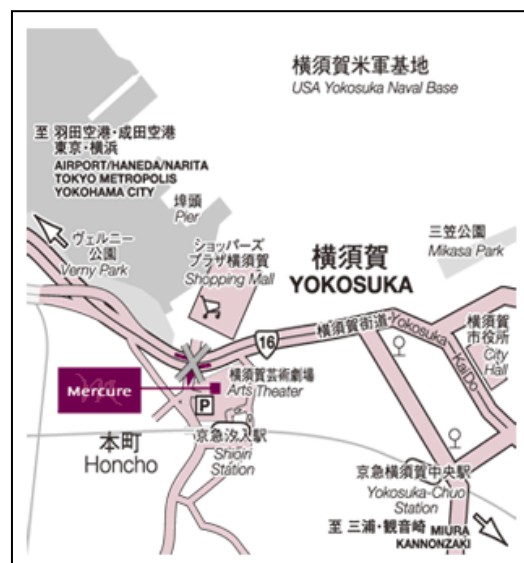 横須賀米軍基地
USA Yokosuka Naval Base
至 羽田空港・成田空港
東京・横浜
AIRPORT/HANEDA/NARITA
TOKYO METROPOLIS
YOKOHAMA CITY
埠頭
Pier
ヴェルニー
公園
Verny Park
ショッパーズ
プラザ横須賀
Shopping Mall
横須賀
YOKOSUKA
三笠公園
Mikasa Park
16
横須賀街道 Yokosuka KaiDo
横須賀
市役所
City
Hall
Mercure
横須賀芸術劇場
Arts Theater
P
本町
Honcho
京急汐入駅
Shioiri
Station
京急横須賀中央駅
Yokosuka-Chuo
Station
至 三浦・観音崎 MIURA
KANNONZAKI